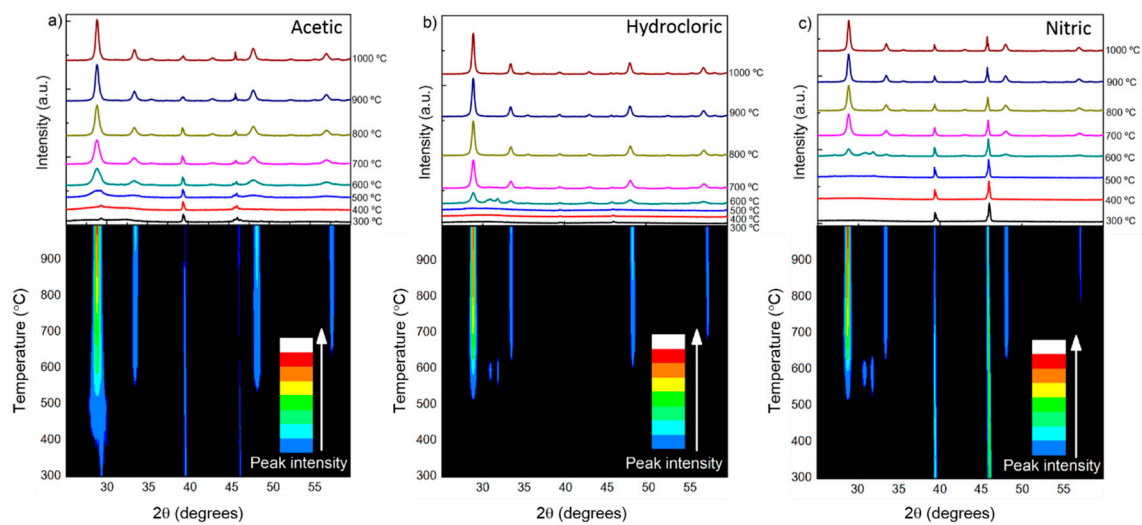 a) Acetic
Intensity (a.u.)
1000 ºC
900 ºC
800 ºC
700 ºC
600 ºC
500 ºC
400 ºC
300 ºC
Temperature (°C)
900
800
700
600
500
400
300
Peak intensity
30 35 40 45 50 55
2θ (degrees)
b) Hydrocloric
Intensity (a.u.)
1000 ºC
900 ºC
800 ºC
700 ºC
600 ºC
500 ºC
400 ºC
300 ºC
Temperature (°C)
900
800
700
600
500
400
300
Peak intensity
30 35 40 45 50 55
2θ (degrees)
c) Nitric
Intensity (a.u.)
1000 ºC
900 ºC
800 ºC
700 ºC
600 ºC
500 ºC
400 ºC
300 ºC
Temperature (°C)
900
800
700
600
500
400
300
Peak intensity
30 35 40 45 50 55
2θ (degrees)